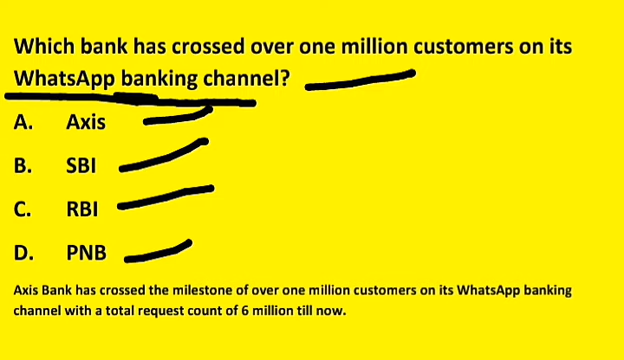 Which bank has crossed over one million customers on its
WhatsApp banking channel?
A. Axis
B. SBI
C. RBI
D. PNB
Axis Bank has crossed the milestone of over one million customers on its WhatsApp banking
channel with a total request count of 6 million till now.